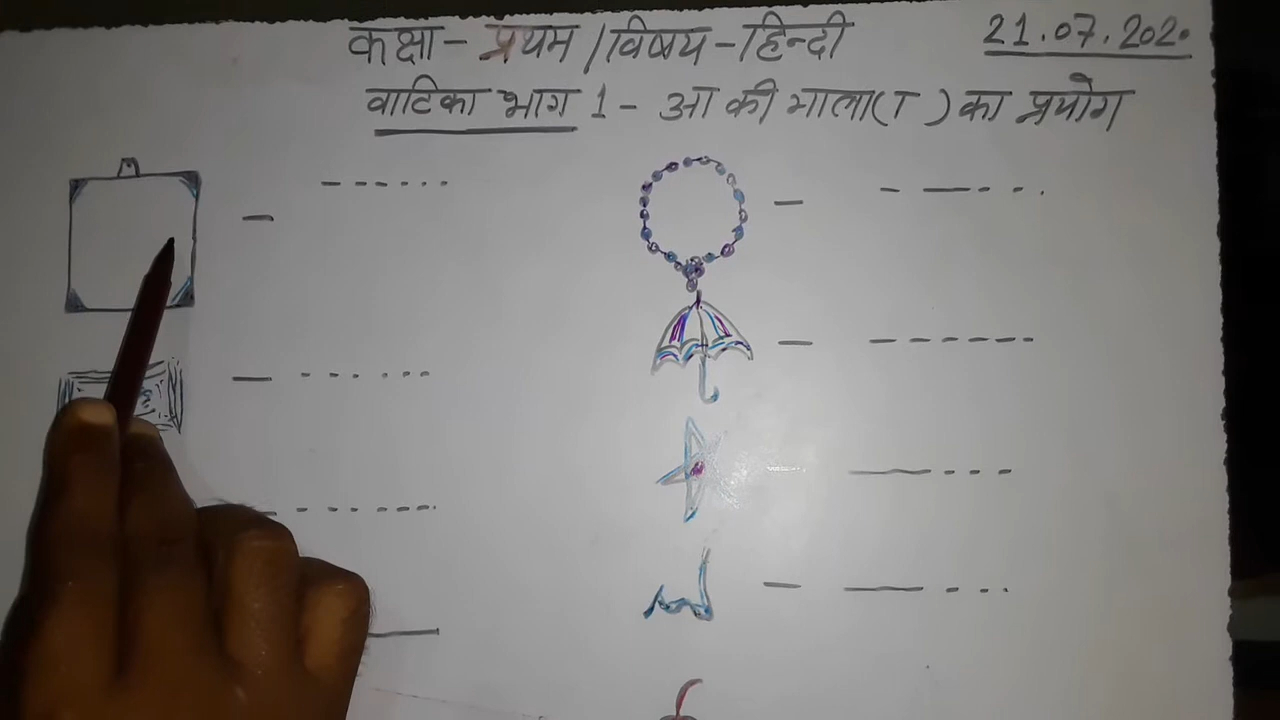 कक्षा - प्रथम / विषय - हिन्दी 21.07.2020
वाटिका भाग 1 - आ की मात्रा (ा) का प्रयोग